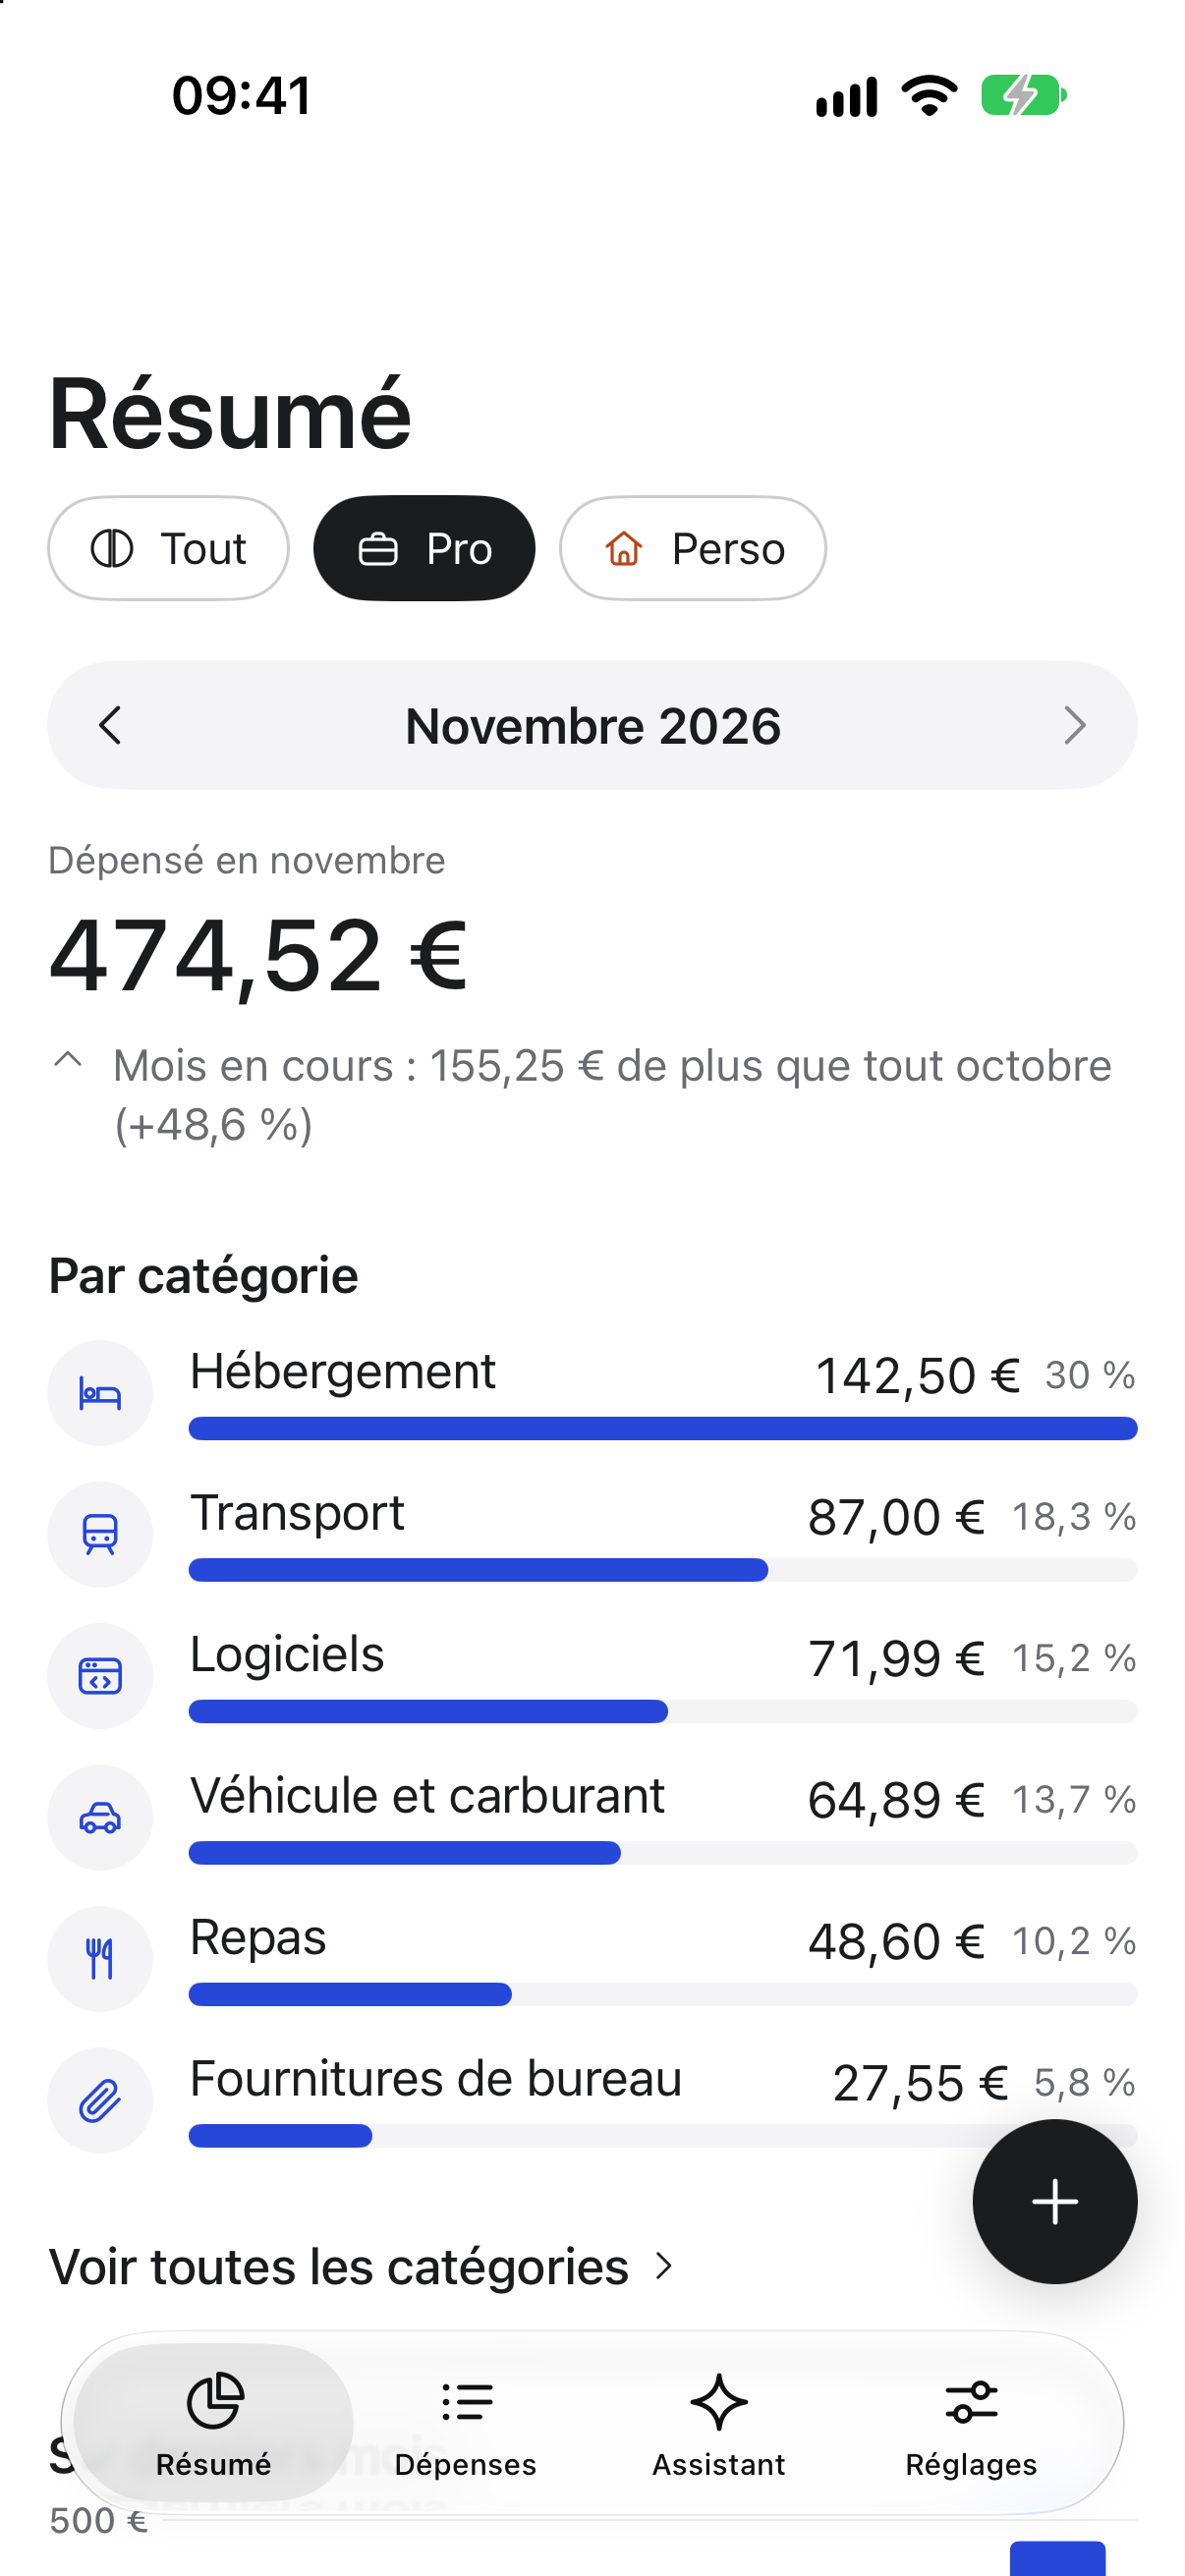 09:41
Résumé
Tout
Pro
Perso
Novembre 2026
Dépensé en novembre
474,52 €
Mois en cours : 155,25 € de plus que tout octobre
(+48,6 %)
Par catégorie
Hébergement 142,50 € 30 %
Transport 87,00 € 18,3 %
Logiciels 71,99 € 15,2 %
Véhicule et carburant 64,89 € 13,7 %
Repas 48,60 € 10,2 %
Fournitures de bureau 27,55 € 5,8 %
Voir toutes les catégories
Résumé
Dépenses
Assistant
Réglages
500 €